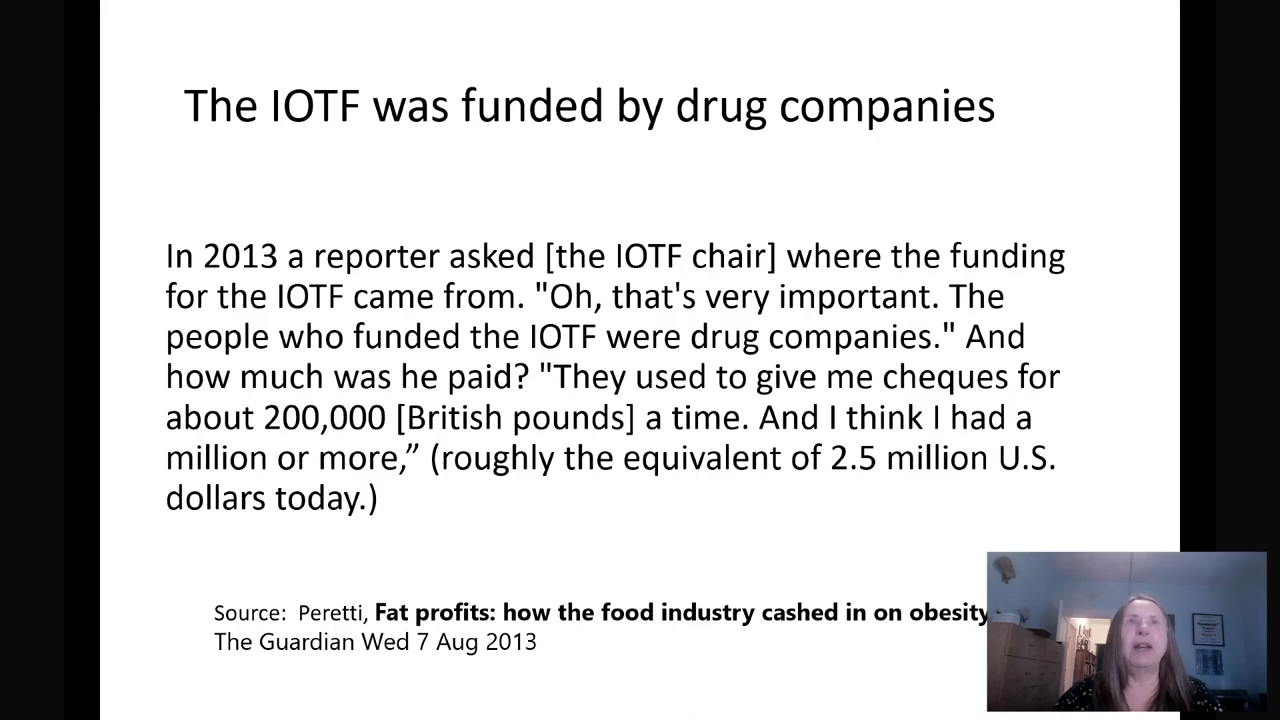 The IOTF was funded by drug companies
In 2013 a reporter asked [the IOTF chair] where the funding
for the IOTF came from. "Oh, that's very important. The
people who funded the IOTF were drug companies." And
how much was he paid? "They used to give me cheques for
about 200,000 [British pounds] a time. And I think I had a
million or more,” (roughly the equivalent of 2.5 million U.S.
dollars today.)
Source: Peretti, Fat profits: how the food industry cashed in on obesity
The Guardian Wed 7 Aug 2013